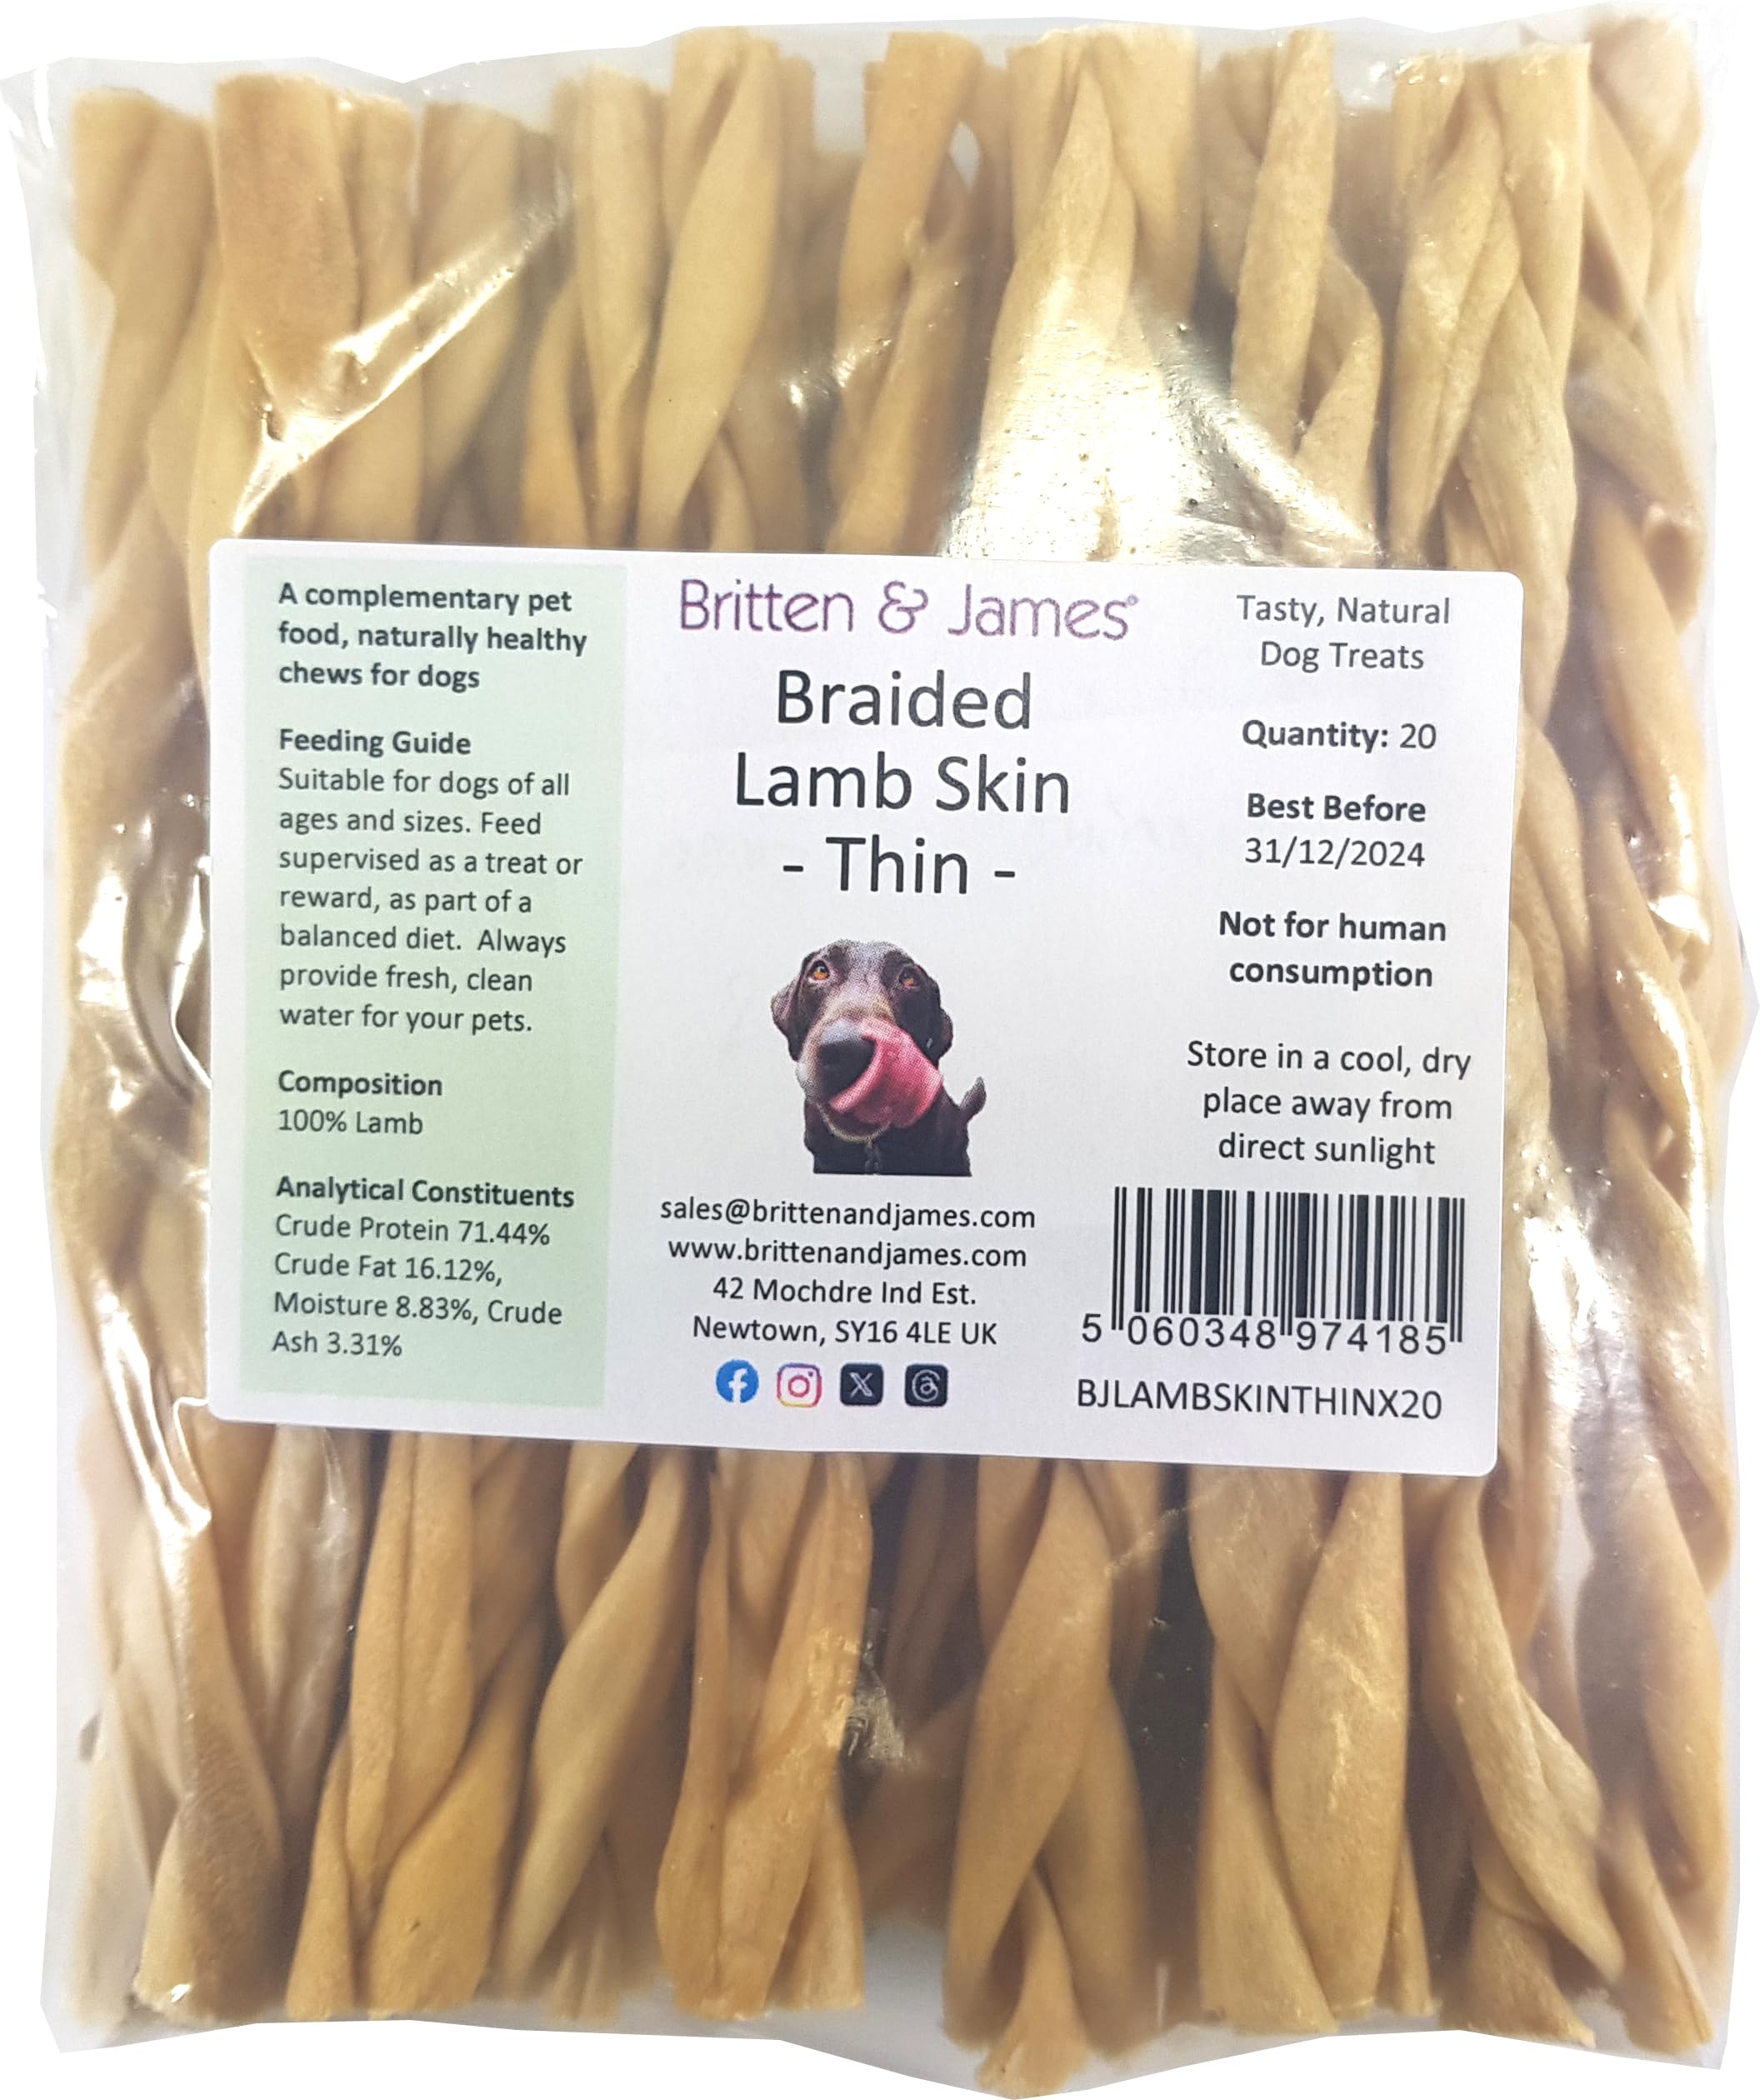 A complementary pet
food, naturally healthy
chews for dogs
Feeding Guide
Suitable for dogs of all
ages and sizes. Feed
supervised as a treat or
reward, as part of a
balanced diet. Always
provide fresh, clean
water for your pets.
Composition
100% Lamb
Analytical Constituents
Crude Protein 71.44%
Crude Fat 16.12%,
Moisture 8.83%, Crude
Ash 3.31%
Britten & James®
Braided
Lamb Skin
- Thin -
sales@brittenandjames.com
www.brittenandjames.com
42 Mochdre Ind Est.
Newtown, SY16 4LE UK
Tasty, Natural
Dog Treats
Quantity: 20
Best Before
31/12/2024
Not for human
consumption
Store in a cool, dry
place away from
direct sunlight
5 060348 974185
BJLAMBSKINTHINX20